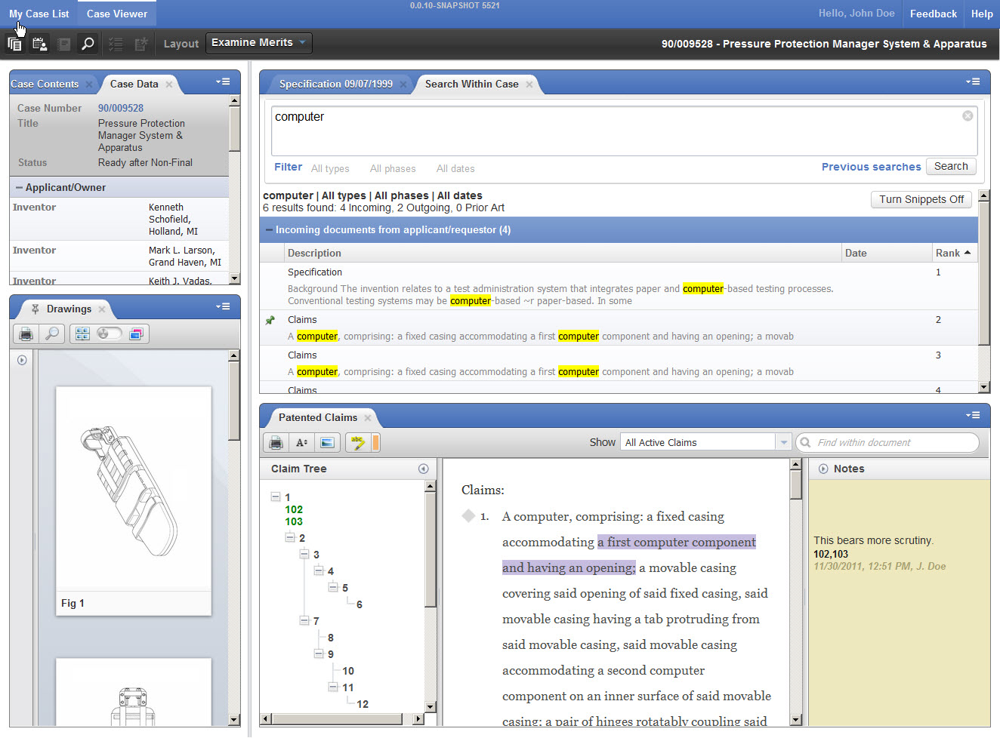 0.0.10-SNAPSHOT 5521
My Case List Case Viewer
Hello, John Doe Feedback Help
Layout Examine Merits
90/009528 - Pressure Protection Manager System & Apparatus
Case Contents Case Data
Case Number 90/009528
Title Pressure Protection
Manager System &
Apparatus
Status Ready after Non-Final
Applicant/Owner
Inventor Kenneth
Schofield,
Holland, MI
Inventor Mark L. Larson,
Grand Haven, MI
Inventor Keith J. Vadas,
Drawings
Fig 1
Specification 09/07/1999 Search Within Case
computer
Filter All types All phases All dates
Previous searches Search
computer | All types | All phases | All dates
6 results found: 4 Incoming, 2 Outgoing, 0 Prior Art
Turn Snippets Off
Incoming documents from applicant/requestor (4)
Description Date Rank
Specification 1
Background The invention relates to a test administration system that integrates paper and computer-based testing processes.
Conventional testing systems may be computer-based ~r paper-based. In some
Claims 2
A computer, comprising: a fixed casing accommodating a first computer component and having an opening; a movab
Claims 3
A computer, comprising: a fixed casing accommodating a first computer component and having an opening; a movab
Claims 4
Patented Claims
A abc
Show All Active Claims Find within document
Claim Tree
1
102
103
2
3
4
5
6
7
8
9
10
11
12
Claims:
1. A computer, comprising: a fixed casing
accommodating a first computer component
and having an opening; a movable casing
covering said opening of said fixed casing, said
movable casing having a tab protruding from
said movable casing, said movable casing
accommodating a second computer
component on an inner surface of said movable
casing; a pair of hinges rotatably coupling said
Notes
This bears more scrutiny.
102,103
11/30/2011, 12:51 PM, J. Doe